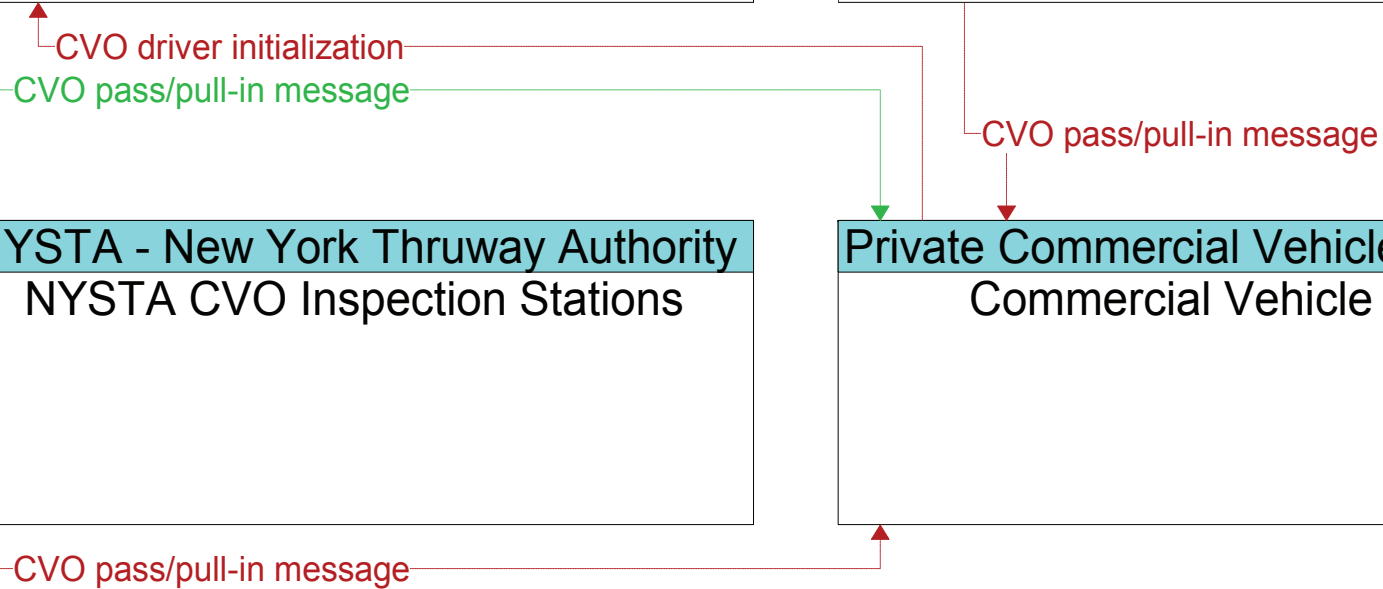 CVO driver initialization
CVO pass/pull-in message
CVO pass/pull-in message
YSTA - New York Thruway Authority
NYSTA CVO Inspection Stations
Private Commercial Vehicle
Commercial Vehicle
CVO pass/pull-in message